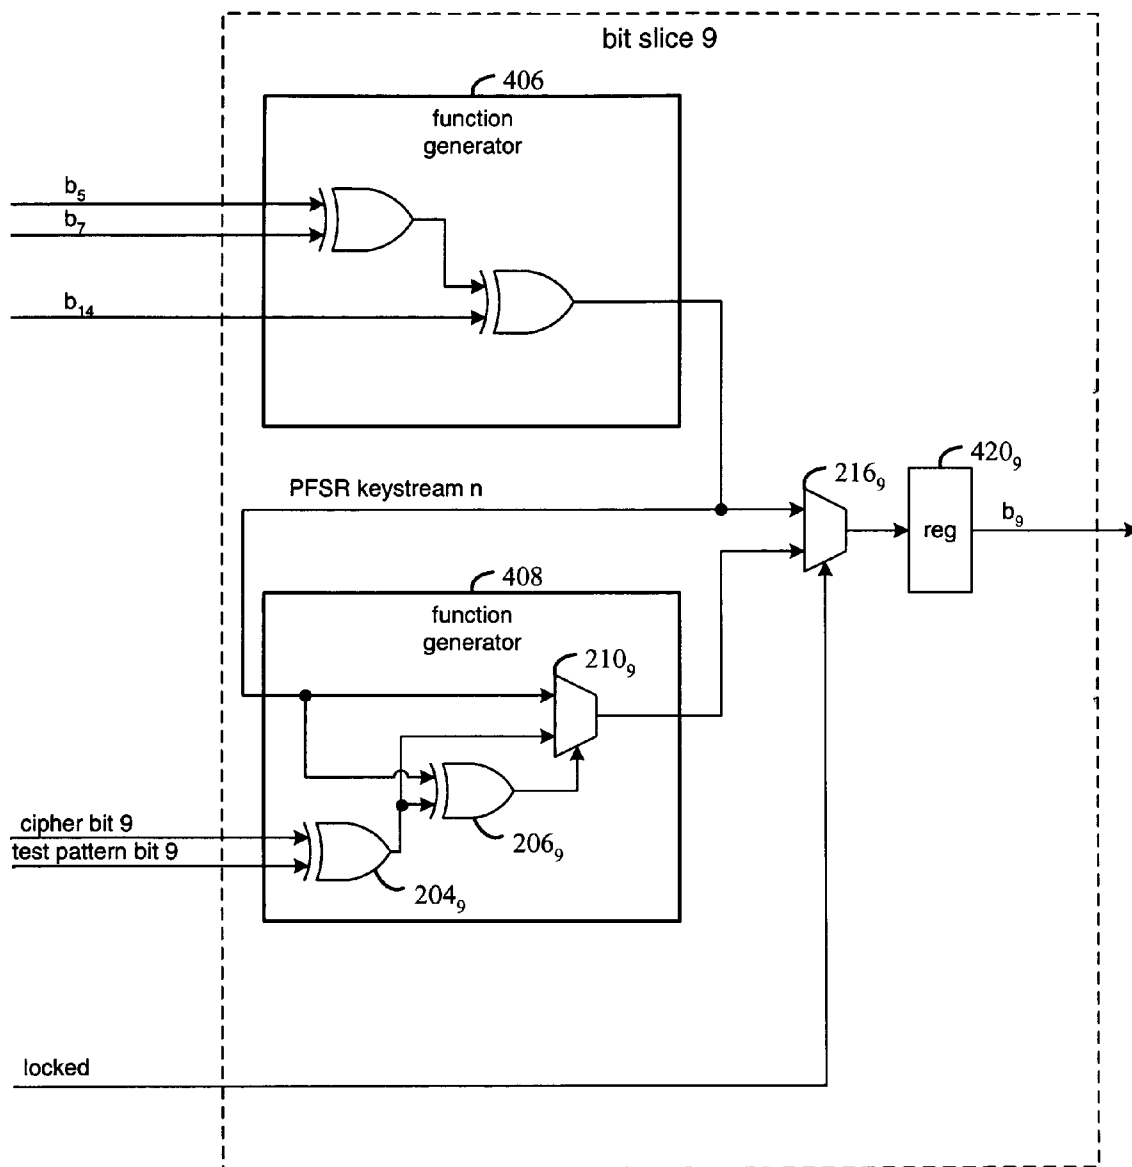 bit slice 9
406
function
generator
b5
b7
b14
PFSR keystream n
2169
4209
reg
b9
408
function
generator
2109
cipher bit 9
test pattern bit 9
2069
2049
locked